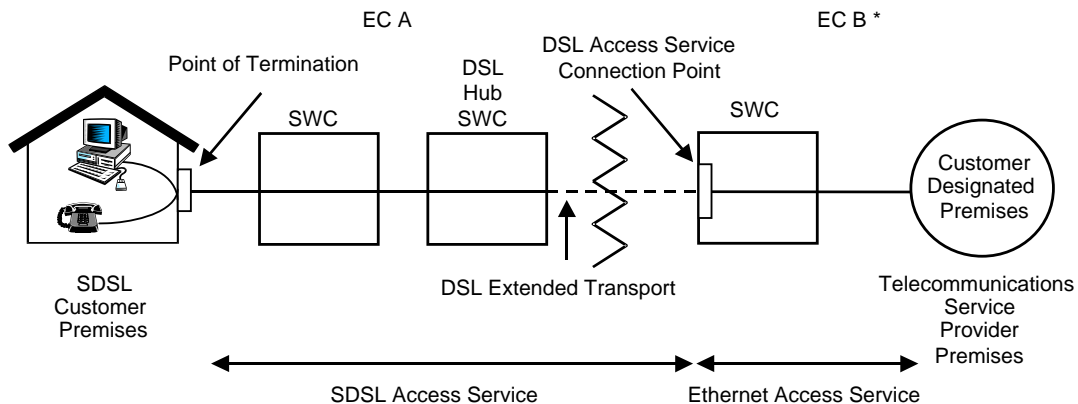 EC A
EC B *
Point of Termination
DSL
Hub
SWC
SWC
DSL Access Service
Connection Point
SWC
Customer
Designated
Premises
DSL Extended Transport
SDSL
Customer
Premises
Telecommunications
Service
Provider
Premises
SDSL Access Service
Ethernet Access Service